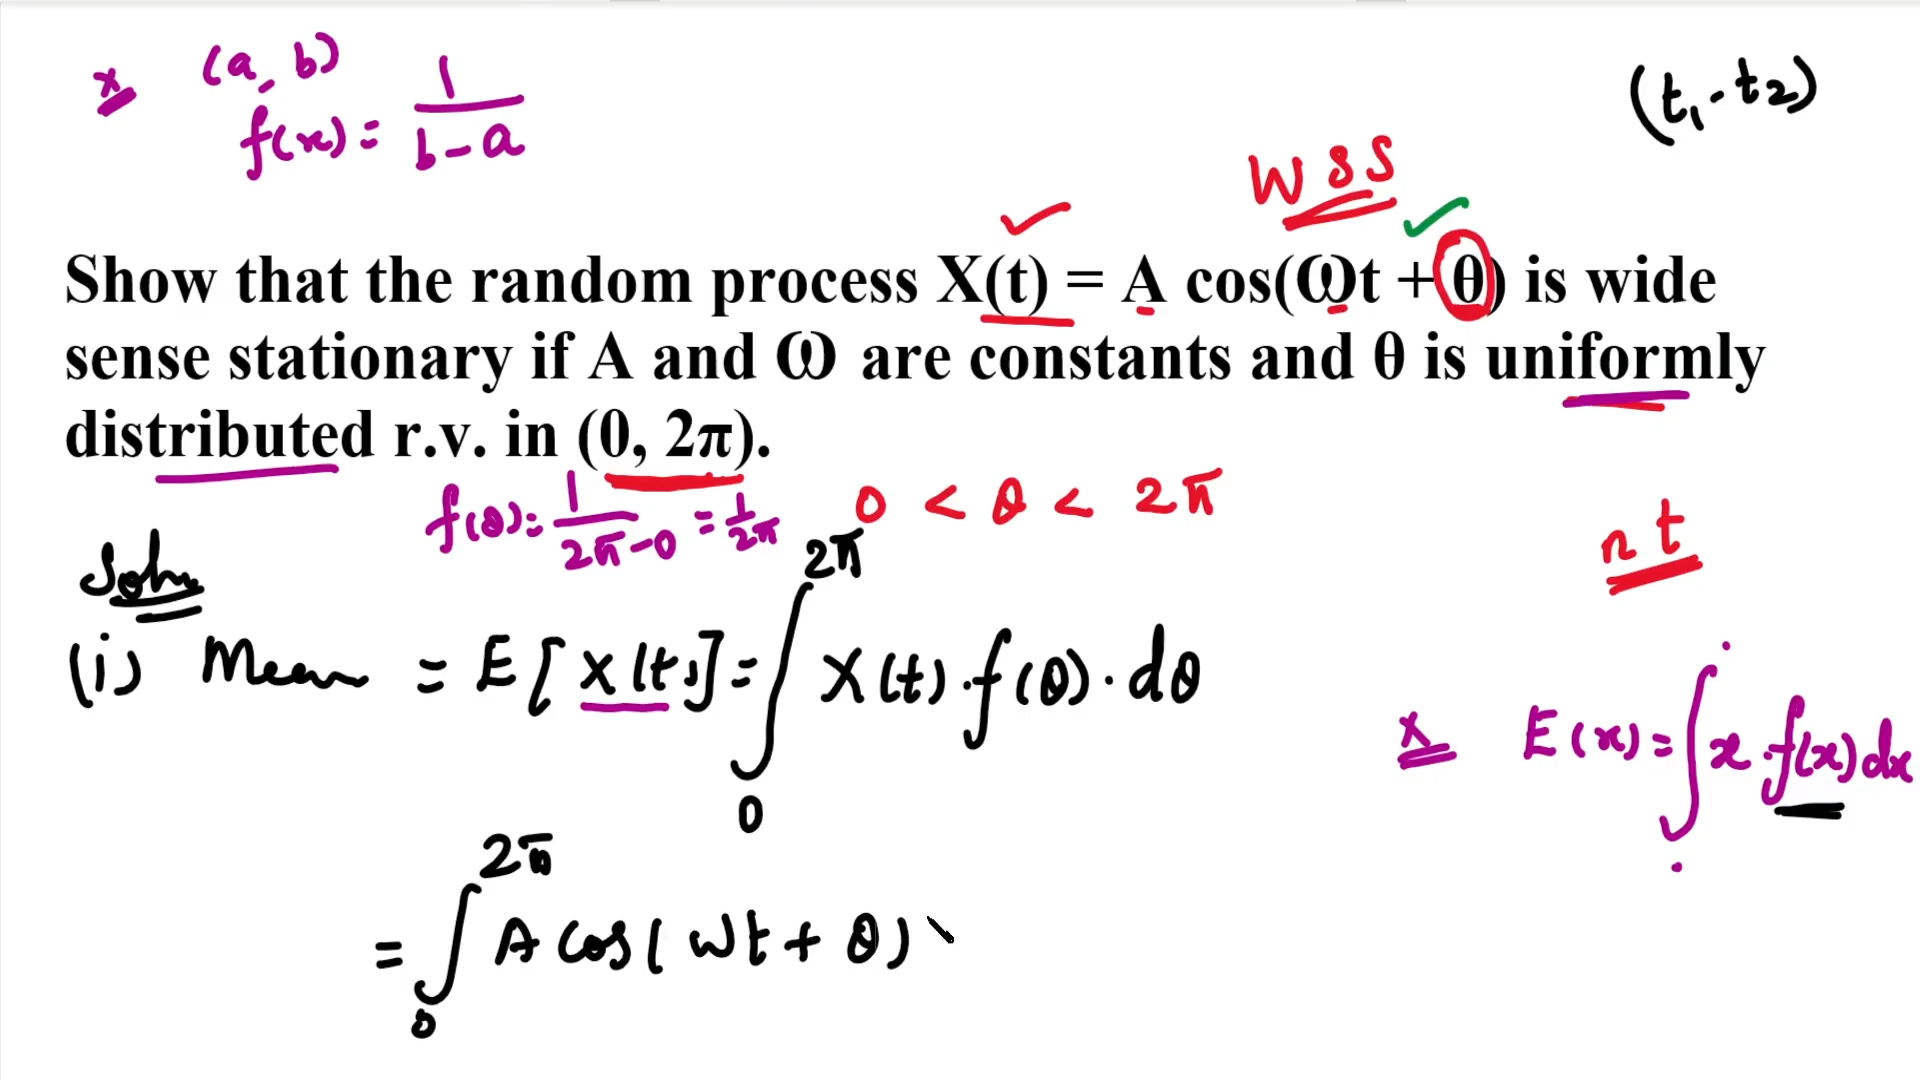 x (a, b)
f(x) = 1/(b-a)
(t1 - t2)
WSS
Show that the random process X(t) = A cos(ωt + θ) is wide
sense stationary if A and ω are constants and θ is uniformly
distributed r.v. in (0, 2π).
f(θ) = 1/(2π-0) = 1/2π
0 < θ < 2π
Soln
nt
(i) Mean = E[X(t)] = ∫₀^2π X(t) . f(θ) . dθ
x E(x) = ∫ x . f(x) dx
= ∫₀^2π A cos(ωt + θ)